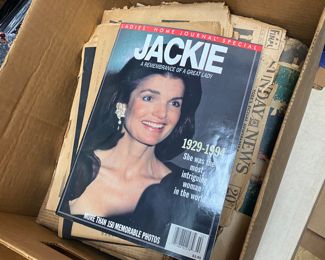 LADIES' HOME JOURNAL SPECIAL
JACKIE
A REMEMBRANCE OF A GREAT LADY
1929-1994
She was the
most
intriguing
woman
in the world
MORE THAN 150 MEMORABLE PHOTOS
SUNDAY NEWS